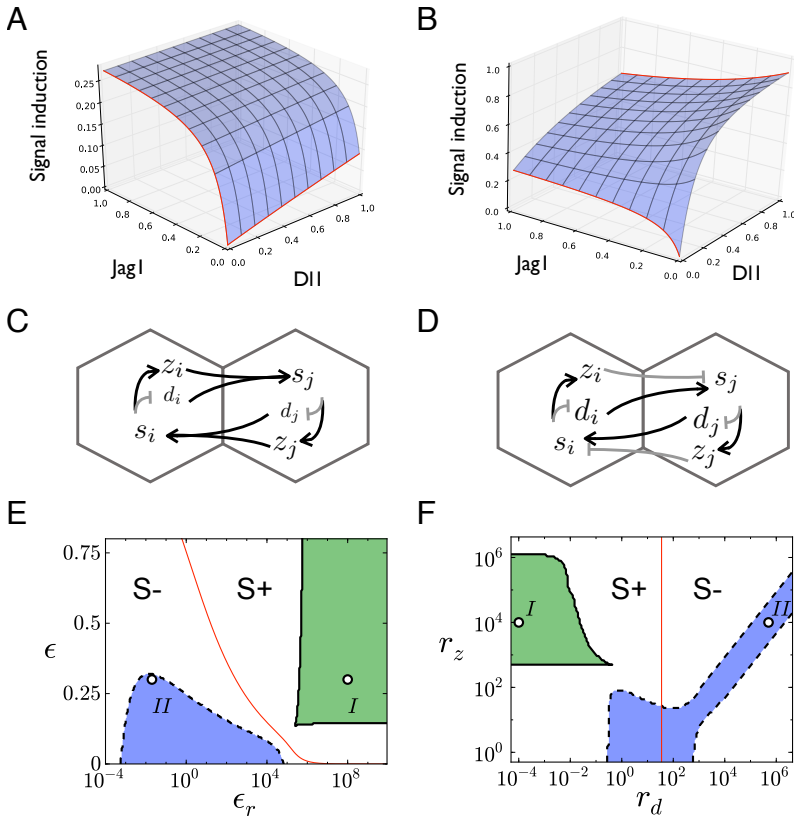 A
Signal induction
0.25
0.20
0.15
0.10
0.05
0.00
1.0
0.8
0.6
0.4
0.2
0.0
Jag1
0.0
0.2
0.4
0.6
0.8
1.0
Dll
B
Signal induction
1.0
0.8
0.6
0.4
0.2
0.0
1.0
0.8
0.6
0.4
0.2
0.0
Jag1
0.0
0.2
0.4
0.6
0.8
1.0
Dll
C
z_i
d_i
s_i
s_j
d_j
z_j
D
z_i
d_i
s_i
s_j
d_j
z_j
E
0.75
0.5
0.25
0
ϵ
S-
S+
II
I
10^{-4}
10^0
10^4
10^8
ϵ_r
F
10^6
10^4
10^2
10^0
r_z
I
S+
S-
II
10^{-4}
10^{-2}
10^0
10^2
10^4
10^6
r_d